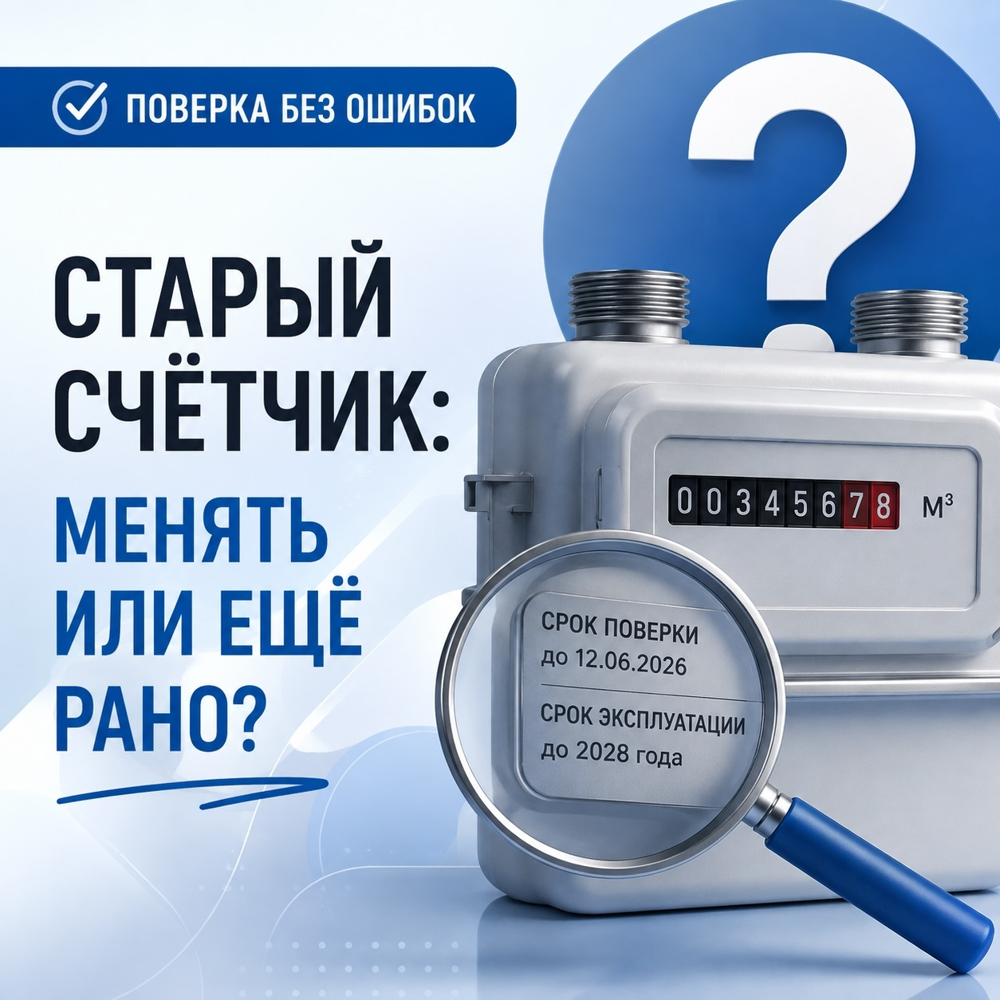 ПОВЕРКА БЕЗ ОШИБОК
СТАРЫЙ
СЧЁТЧИК:
МЕНЯТЬ
ИЛИ ЕЩЁ
РАНО?
?
00345678 М³
СРОК ПОВЕРКИ
до 12.06.2026
СРОК ЭКСПЛУАТАЦИИ
до 2028 года